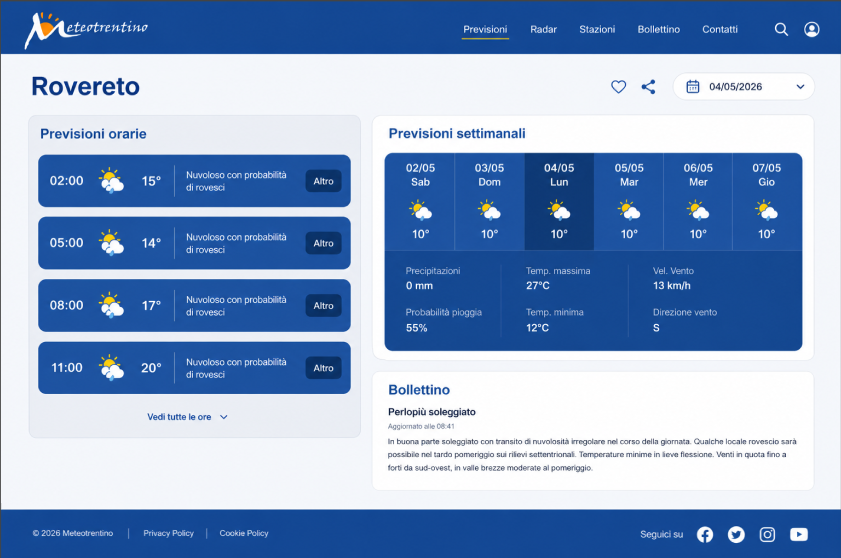 Meteotrentino
Previsioni
Radar
Stazioni
Bollettino
Contatti
Rovereto
04/05/2026
Previsioni orarie
02:00
15°
Nuvoloso con probabilità
di rovesci
Altro
05:00
14°
Nuvoloso con probabilità
di rovesci
Altro
08:00
17°
Nuvoloso con probabilità
di rovesci
Altro
11:00
20°
Nuvoloso con probabilità
di rovesci
Altro
Vedi tutte le ore
Previsioni settimanali
02/05
Sab
10°
03/05
Dom
10°
04/05
Lun
10°
05/05
Mar
10°
06/05
Mer
10°
07/05
Gio
10°
Precipitazioni
0 mm
Temp. massima
27°C
Vel. Vento
13 km/h
Probabilità pioggia
55%
Temp. minima
12°C
Direzione vento
S
Bollettino
Perlopiù soleggiato
Aggiornato alle 08:41
In buona parte soleggiato con transito di nuvolosità irregolare nel corso della giornata. Qualche locale rovescio sarà
possibile nel tardo pomeriggio sui rilievi settentrionali. Temperature minime in lieve flessione. Venti in quota fino a
forti da sud-ovest, in valle brezze moderate al pomeriggio.
© 2026 Meteotrentino
Privacy Policy
Cookie Policy
Seguici su